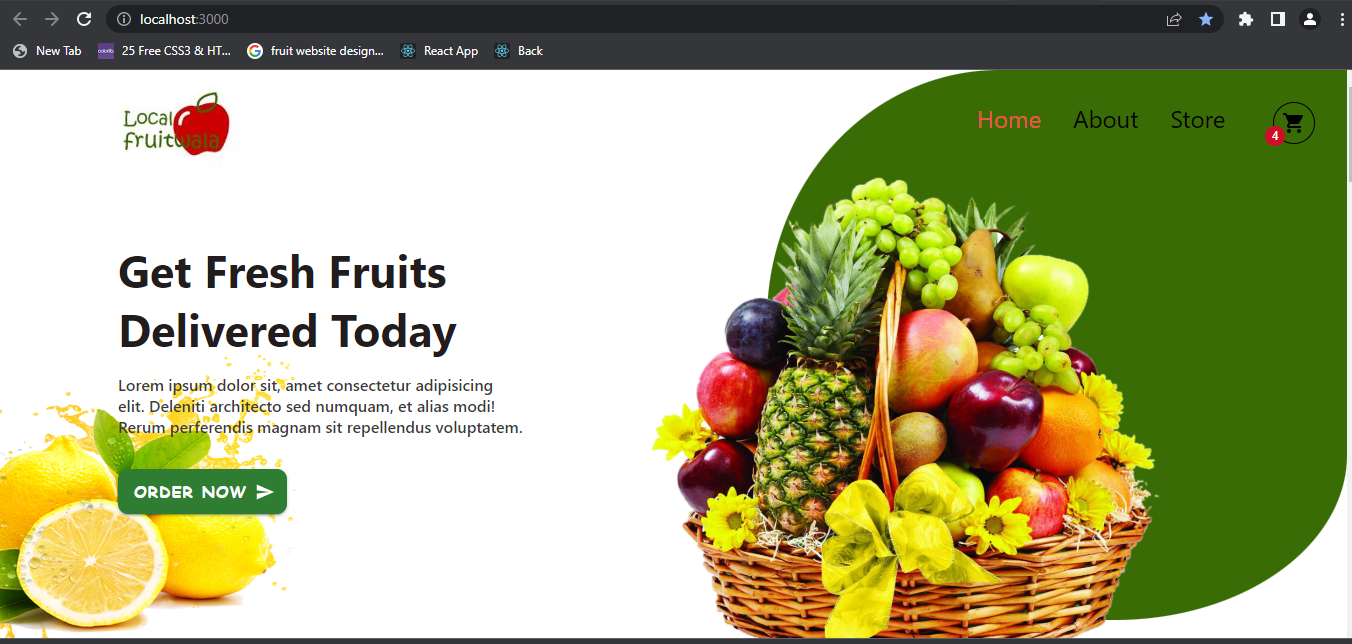 localhost:3000
New Tab 25 Free CSS3 & HT... fruit website design... React App Back
Local
fruitwala
Home About Store
4
Get Fresh Fruits
Delivered Today
Lorem ipsum dolor sit, amet consectetur adipisicing
elit. Deleniti architecto sed numquam, et alias modi!
Rerum perferendis magnam sit repellendus voluptatem.
ORDER NOW